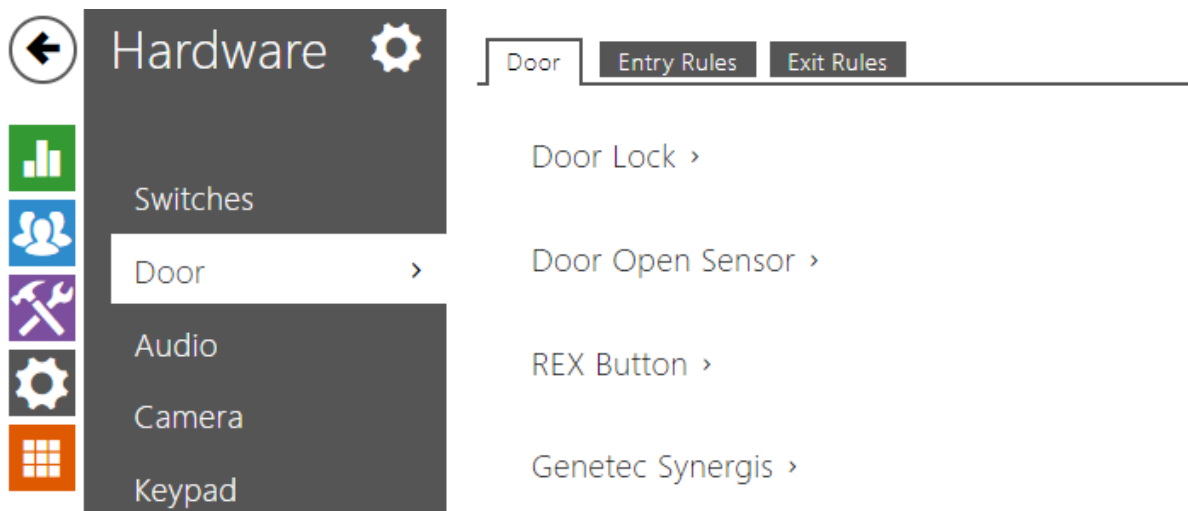 Hardware
Switches
Door
Audio
Camera
Keypad
Door
Entry Rules
Exit Rules
Door Lock
Door Open Sensor
REX Button
Genetec Synergis